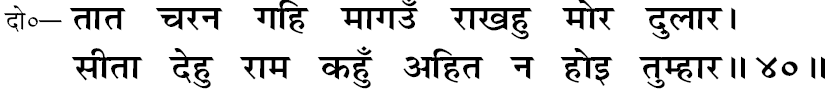 दो०— तात चरन गहि मागउँ राखहु मोर दुलार।
सीता देहु राम कहुँ अहित न होइ तुम्हार॥ ४०॥